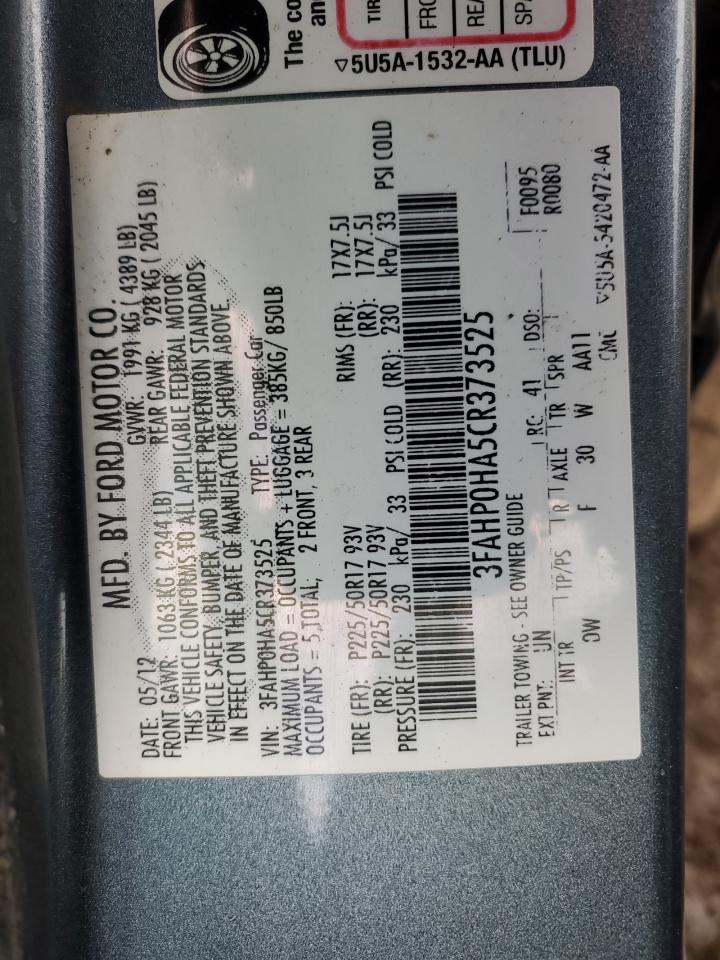 The co
an
TIR
FRO
REA
SPA
▽5U5A-1532-AA (TLU)
MFD. BY FORD MOTOR CO.
DATE: 05/12 GVWR: 1991 KG ( 4389 LB)
FRONT GAWR: 1063 KG ( 2344 LB) REAR GAWR: 928 KG ( 2045 LB)
THIS VEHICLE CONFORMS TO ALL APPLICABLE FEDERAL MOTOR
VEHICLE SAFETY, BUMPER, AND THEFT PREVENTION STANDARDS
IN EFFECT ON THE DATE OF MANUFACTURE SHOWN ABOVE.
VIN: 3FAHP0HA5CR373525 TYPE: Passenger Car
MAXIMUM LOAD = OCCUPANTS + LUGGAGE = 385KG/ 850LB
OCCUPANTS = 5 TOTAL, 2 FRONT, 3 REAR
TIRE (FR): P225/50R17 93V RIMS (FR): 17X7.5J
(RR): P225/50R17 93V (RR): 17X7.5J
PRESSURE (FR): 230 kPa/ 33 PSI COLD (RR): 230 kPa/ 33 PSI COLD
3FAHP0HA5CR373525
TRAILER TOWING - SEE OWNER GUIDE F0095
EXT PNT: UN RC: 41 DSO: R0080
INT TR TP/PS R AXLE TR SPR
OW F 30 W AA11
CMC ▽5U5A-5420472-AA